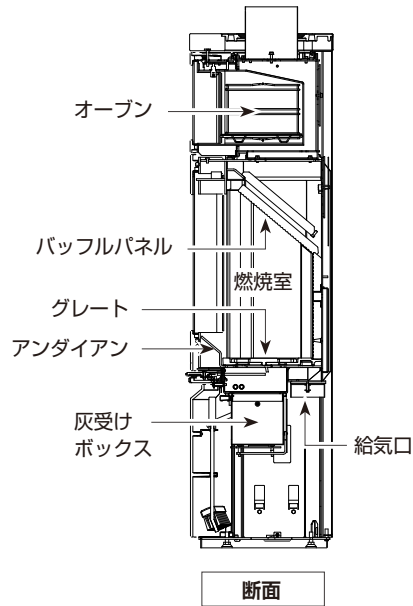 オーブン
バッフルパネル
燃焼室
グレート
アンダイアン
灰受け
ボックス
給気口
断面